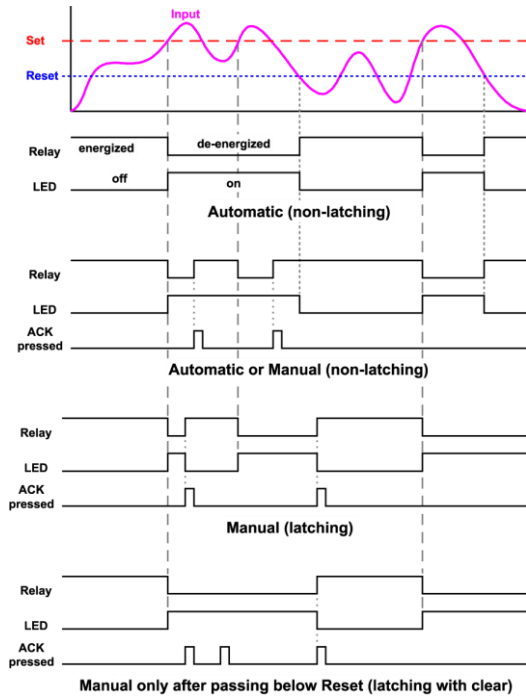 Input
Set
Reset
Relay energized de-energized
LED off on
Automatic (non-latching)
Relay
LED
ACK
pressed
Automatic or Manual (non-latching)
Relay
LED
ACK
pressed
Manual (latching)
Relay
LED
ACK
pressed
Manual only after passing below Reset (latching with clear)